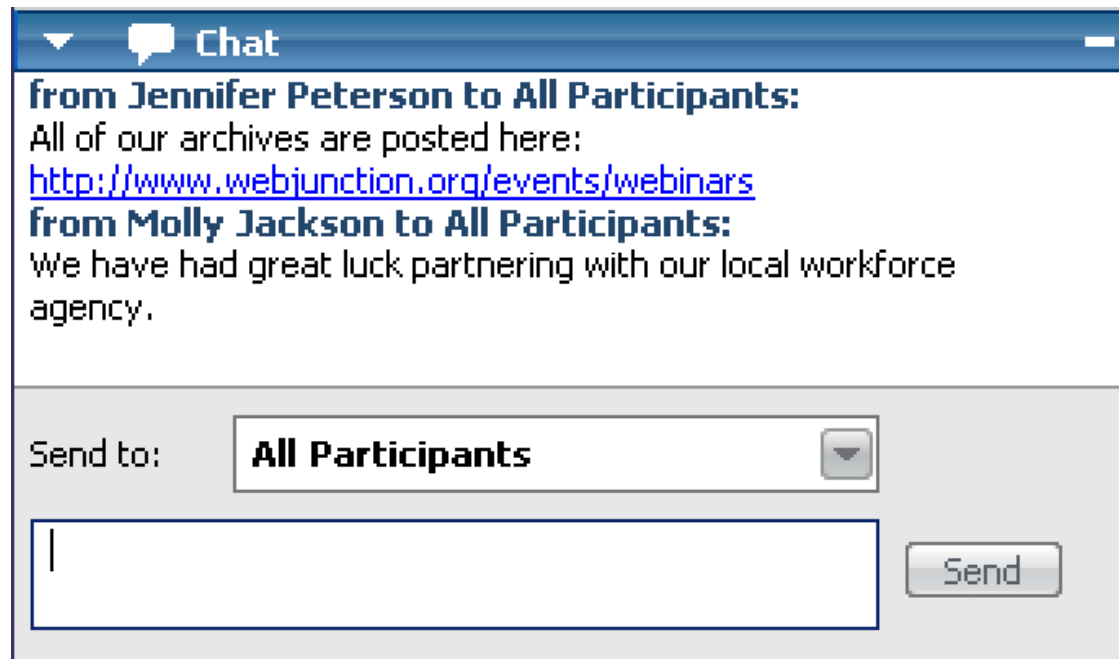 Chat
from Jennifer Peterson to All Participants:
All of our archives are posted here:
http://www.webjunction.org/events/webinars
from Molly Jackson to All Participants:
We have had great luck partnering with our local workforce
agency.
Send to:
All Participants
Send